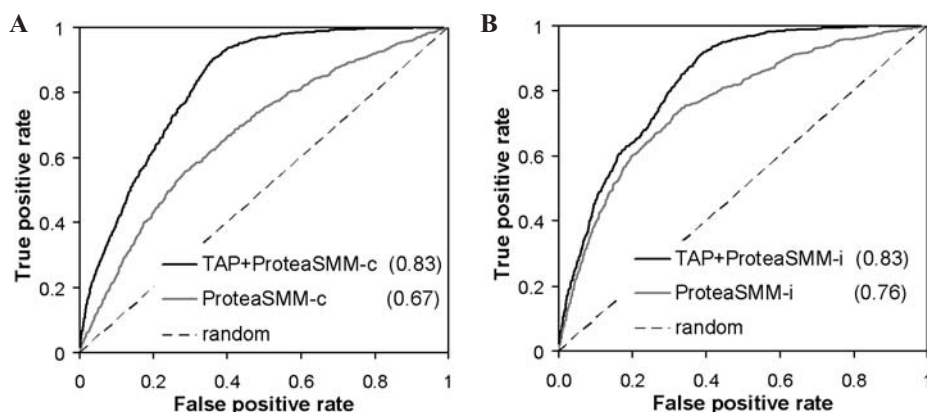 A
True positive rate
1
0.8
0.6
0.4
0.2
0
TAP+ProteaSMM-c (0.83)
ProteaSMM-c (0.67)
random
0 0.2 0.4 0.6 0.8 1
False positive rate
B
True positive rate
1
0.8
0.6
0.4
0.2
0
TAP+ProteaSMM-i (0.83)
ProteaSMM-i (0.76)
random
0.0 0.2 0.4 0.6 0.8 1
False positive rate